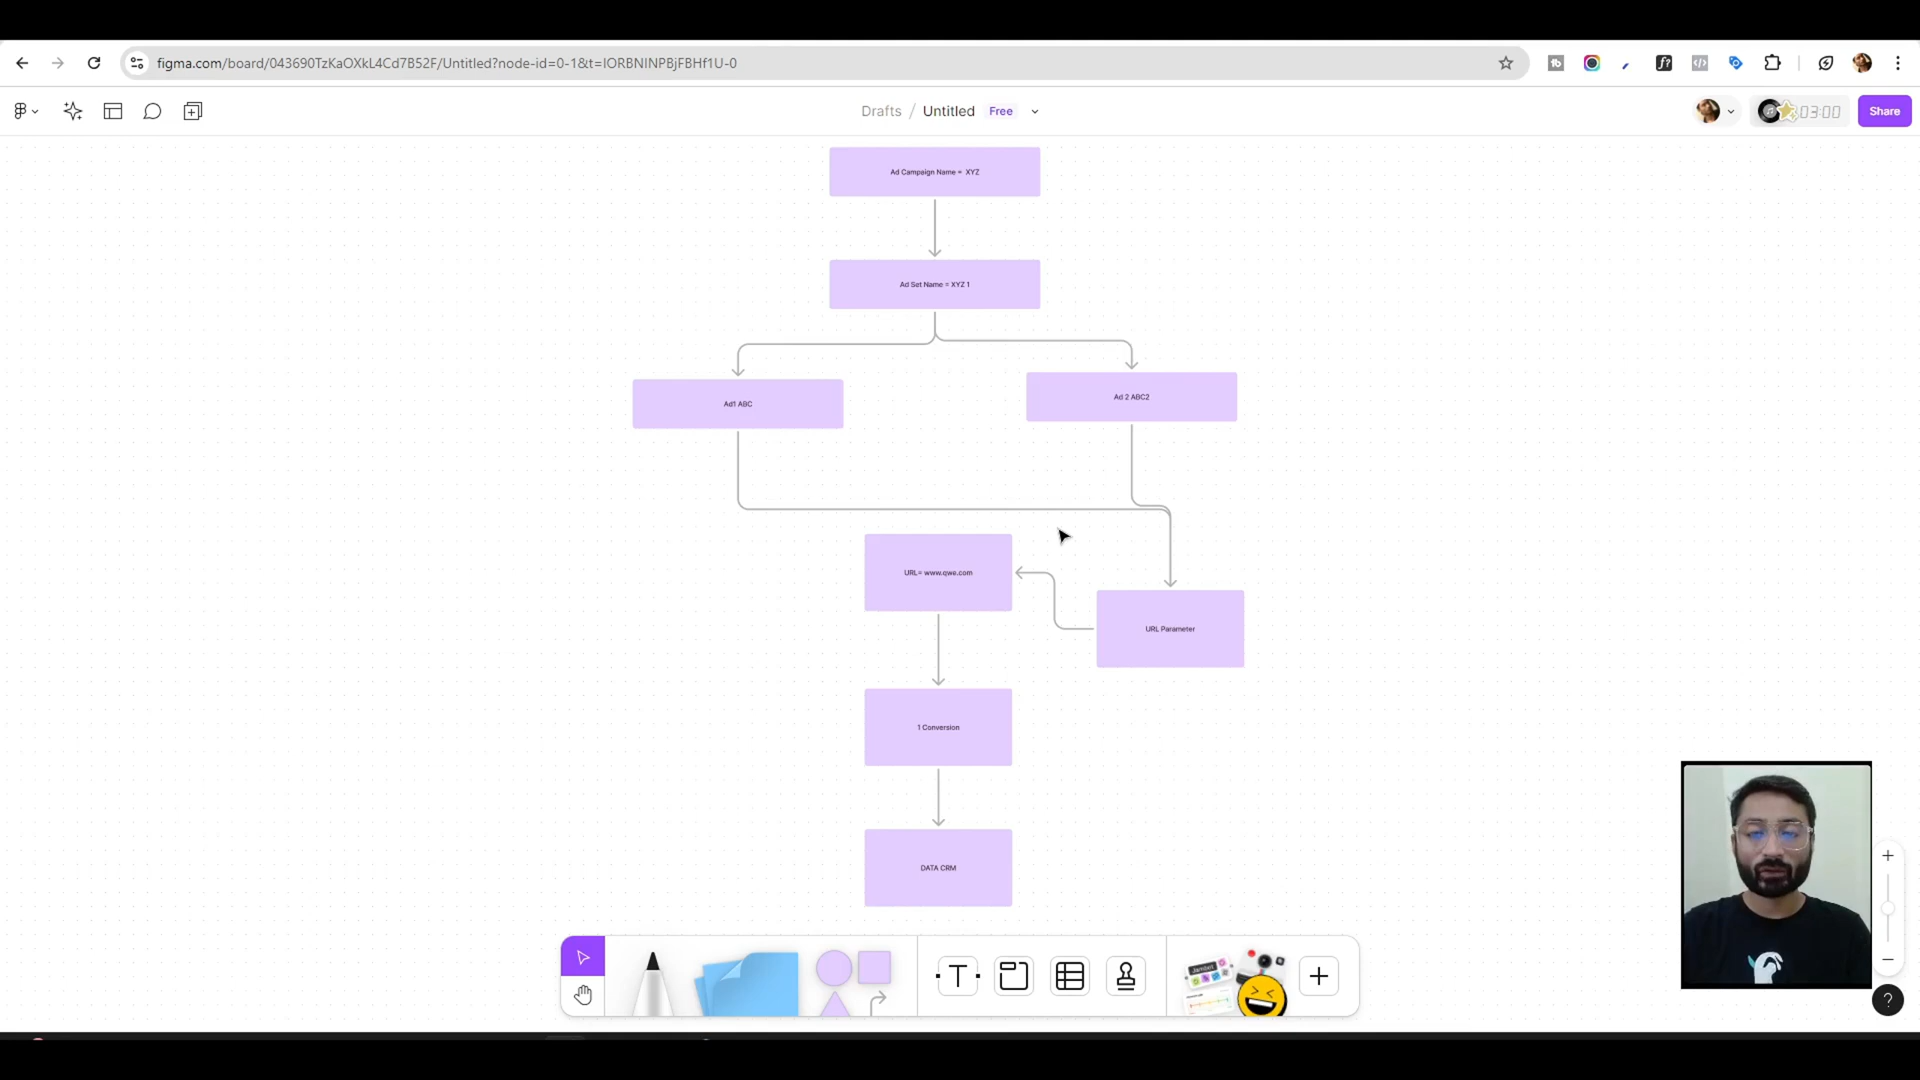 figma.com/board/043690TzKaOXkL4Cd7B52F/Untitled?node-id=0-1&t=IORBNINPBjFBHf1U-0
Drafts / Untitled Free
03:00
Share
Ad Campaign Name = XYZ
Ad Set Name = XYZ 1
Ad1 ABC
Ad 2 ABC2
URL= www.qwe.com
URL Parameter
1 Conversion
DATA CRM
T